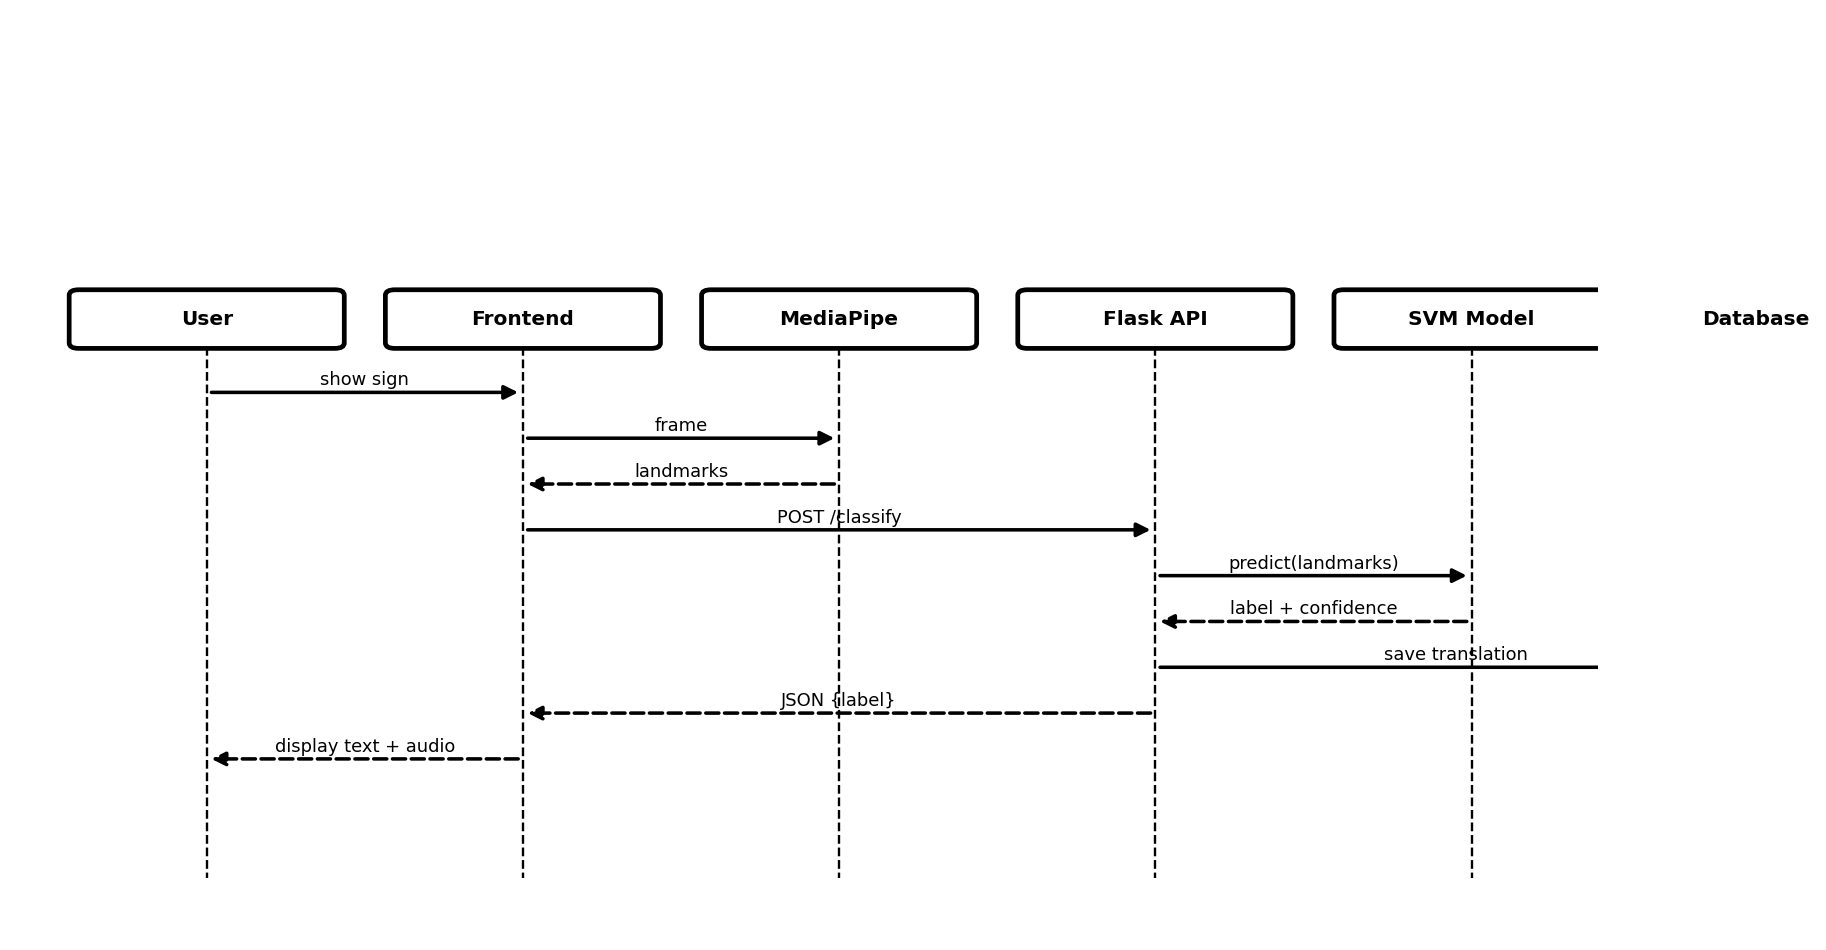 User
Frontend
MediaPipe
Flask API
SVM Model
Database
show sign
frame
landmarks
POST /classify
predict(landmarks)
label + confidence
save translation
JSON {label}
display text + audio